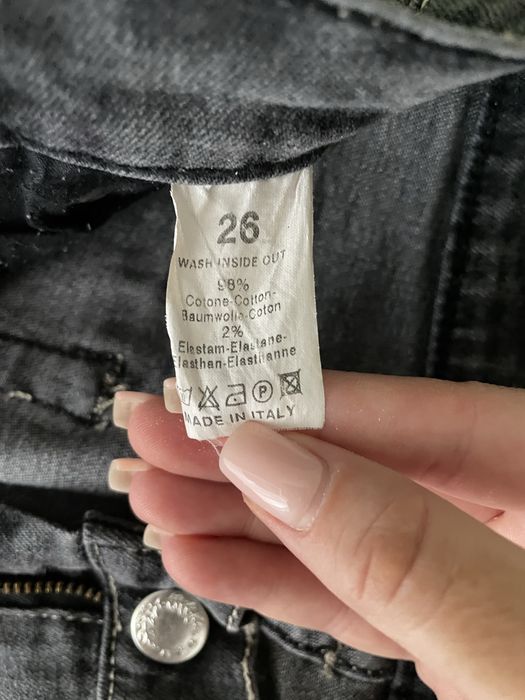 26
WASH INSIDE OUT
98%
Cotone-Cotton-
Baumwolle-Coton
2%
Elastam-Elastane-
Elasthan-Elasthanne
MADE IN ITALY